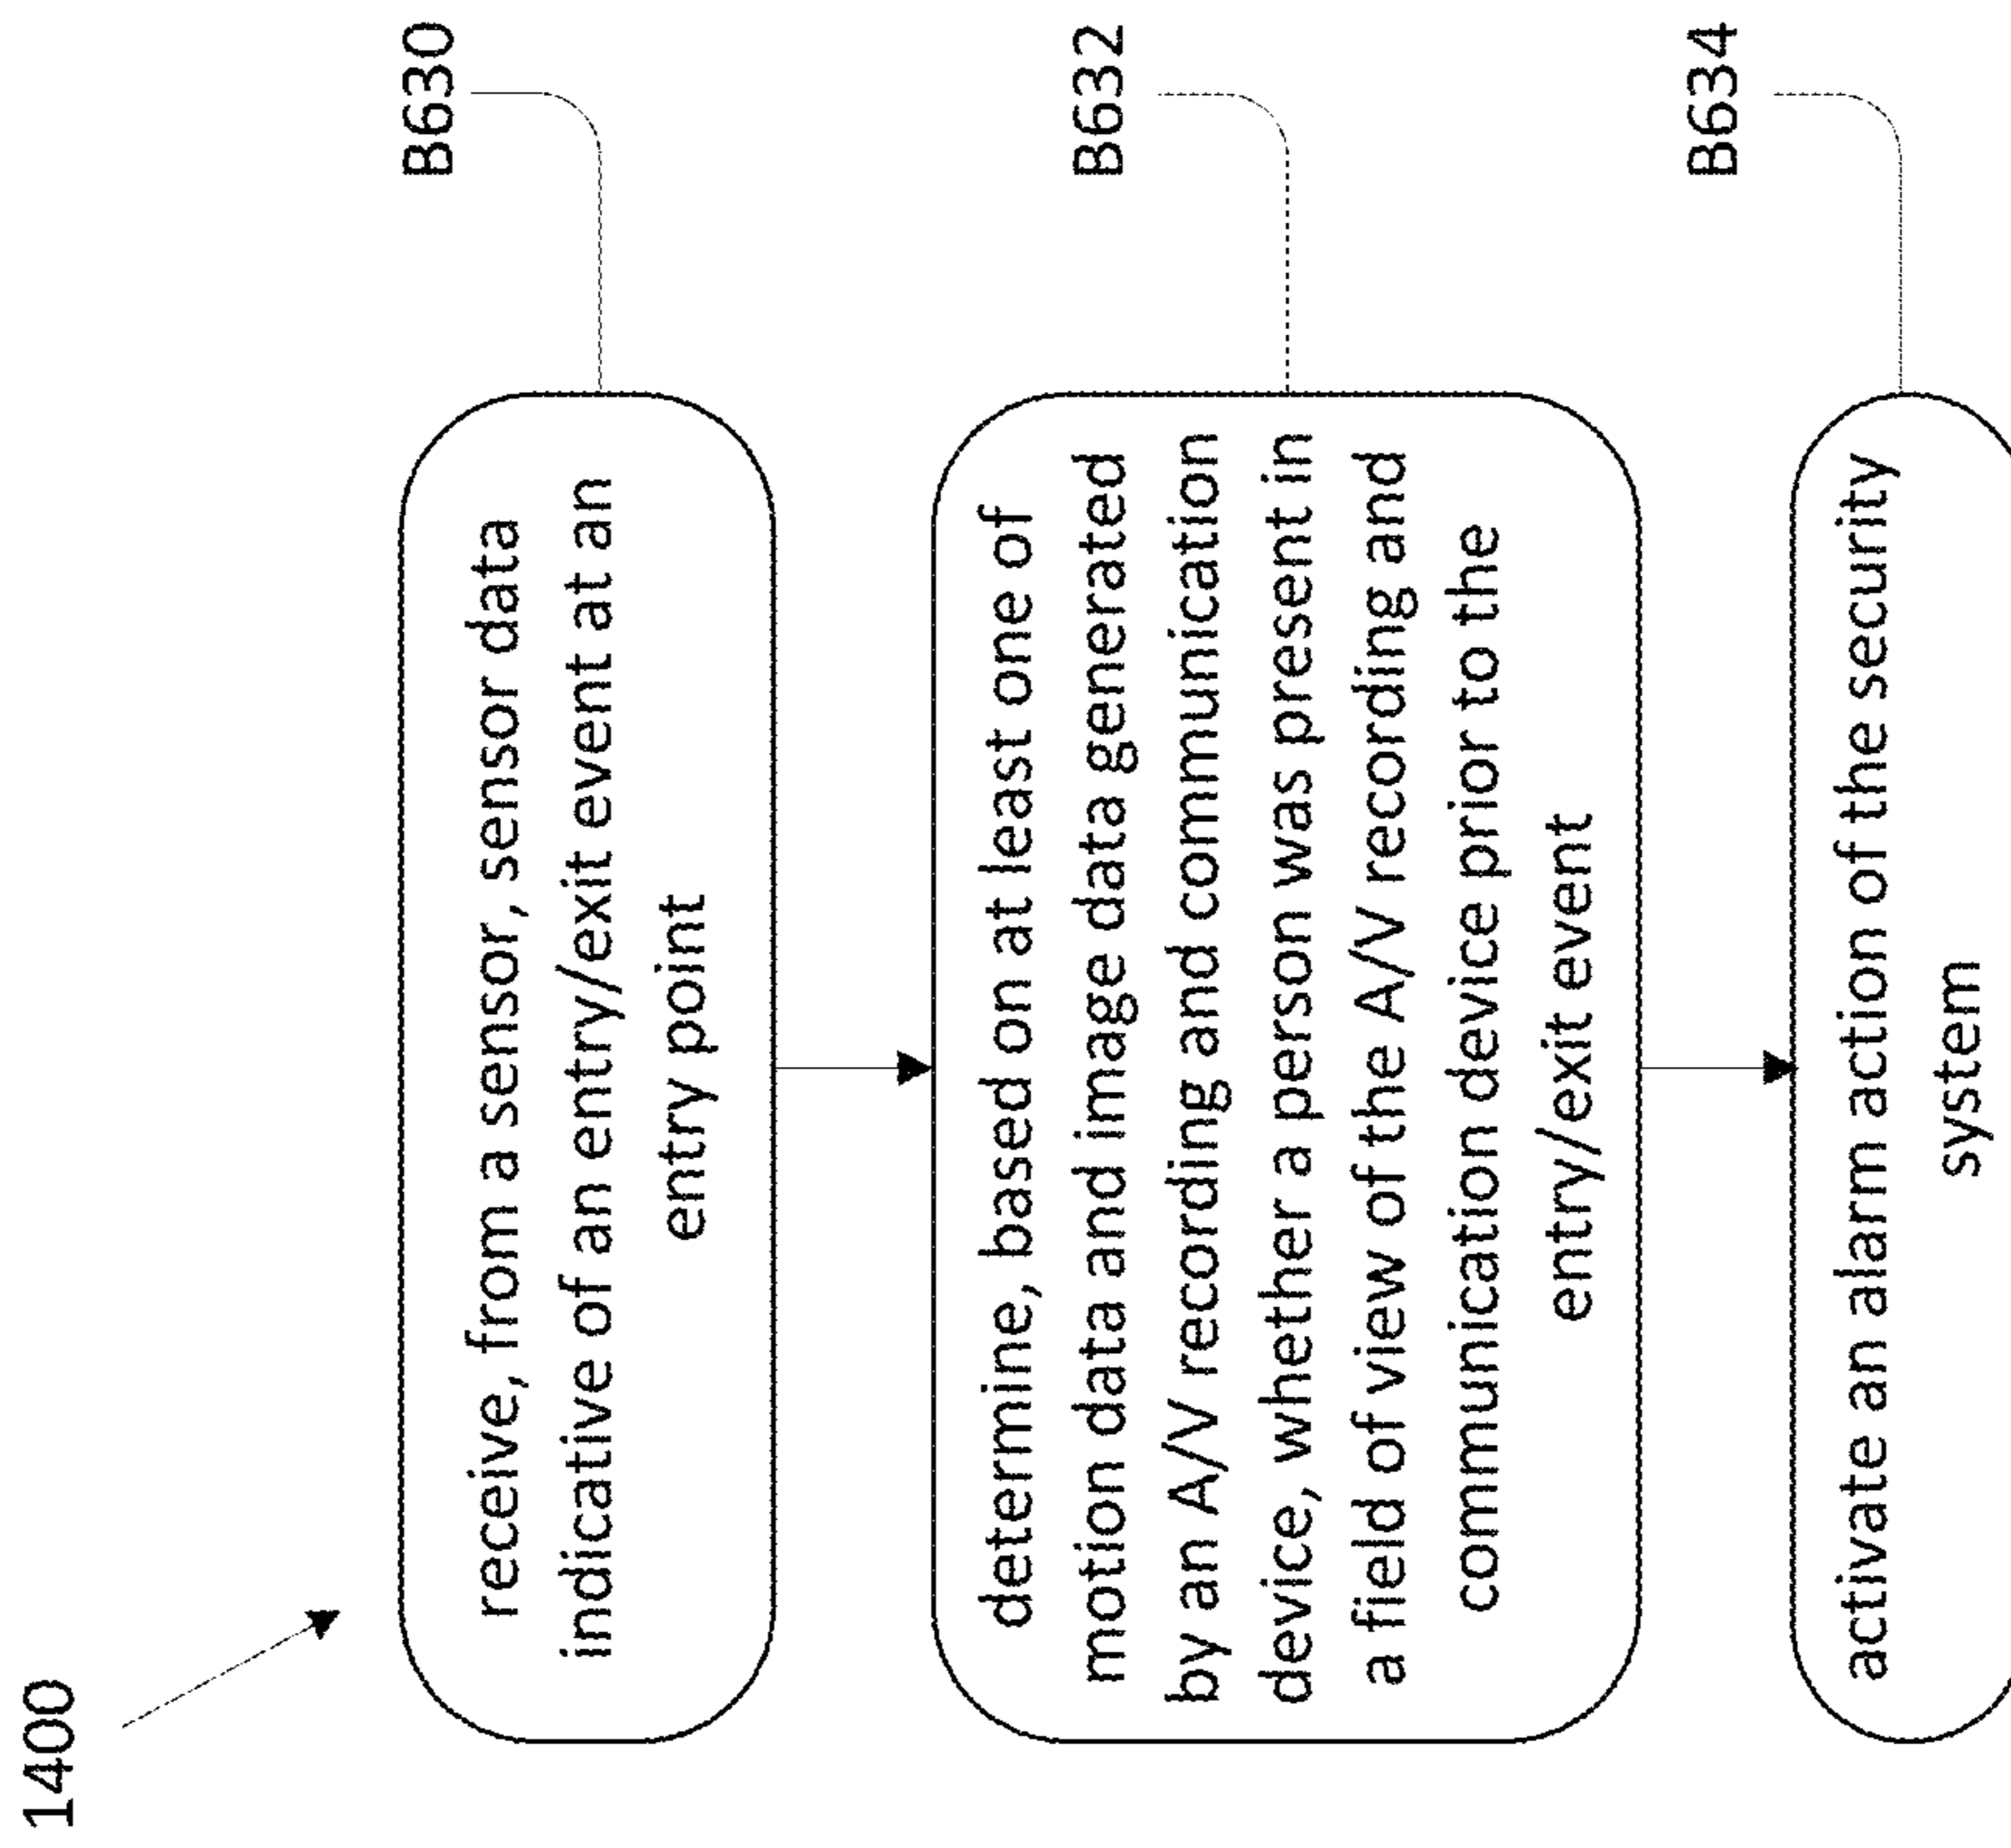 1400
receive, from a sensor, sensor data
indicative of an entry/exit event at an
entry point
B630
determine, based on at least one of
motion data and image data generated
by an A/V recording and communication
device, whether a person was present in
a field of view of the A/V recording and
communication device prior to the
entry/exit event
B632
activate an alarm action of the security
system
B634